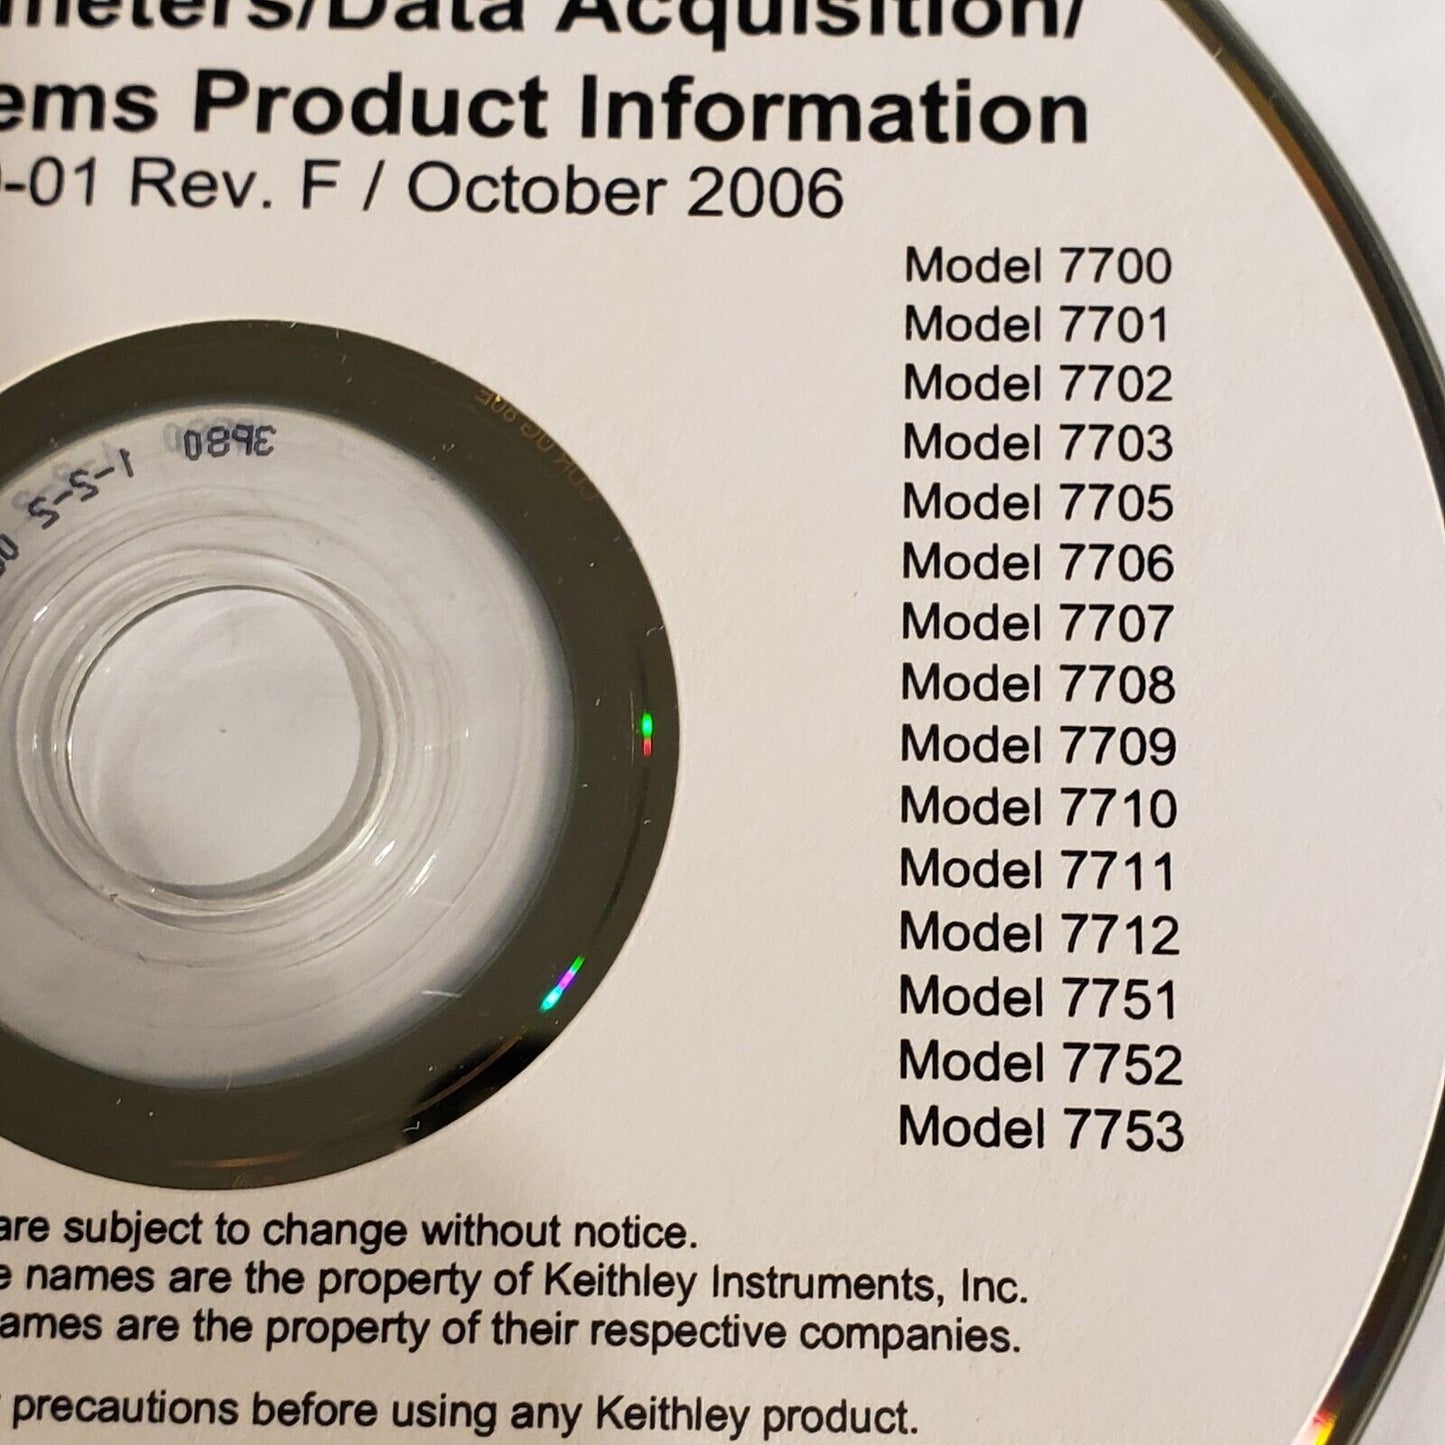 meters/Data Acquisition/
ems Product Information
-01 Rev. F / October 2006
Model 7700
Model 7701
Model 7702
Model 7703
Model 7705
Model 7706
Model 7707
Model 7708
Model 7709
Model 7710
Model 7711
Model 7712
Model 7751
Model 7752
Model 7753
are subject to change without notice.
e names are the property of Keithley Instruments, Inc.
ames are the property of their respective companies.
precautions before using any Keithley product.